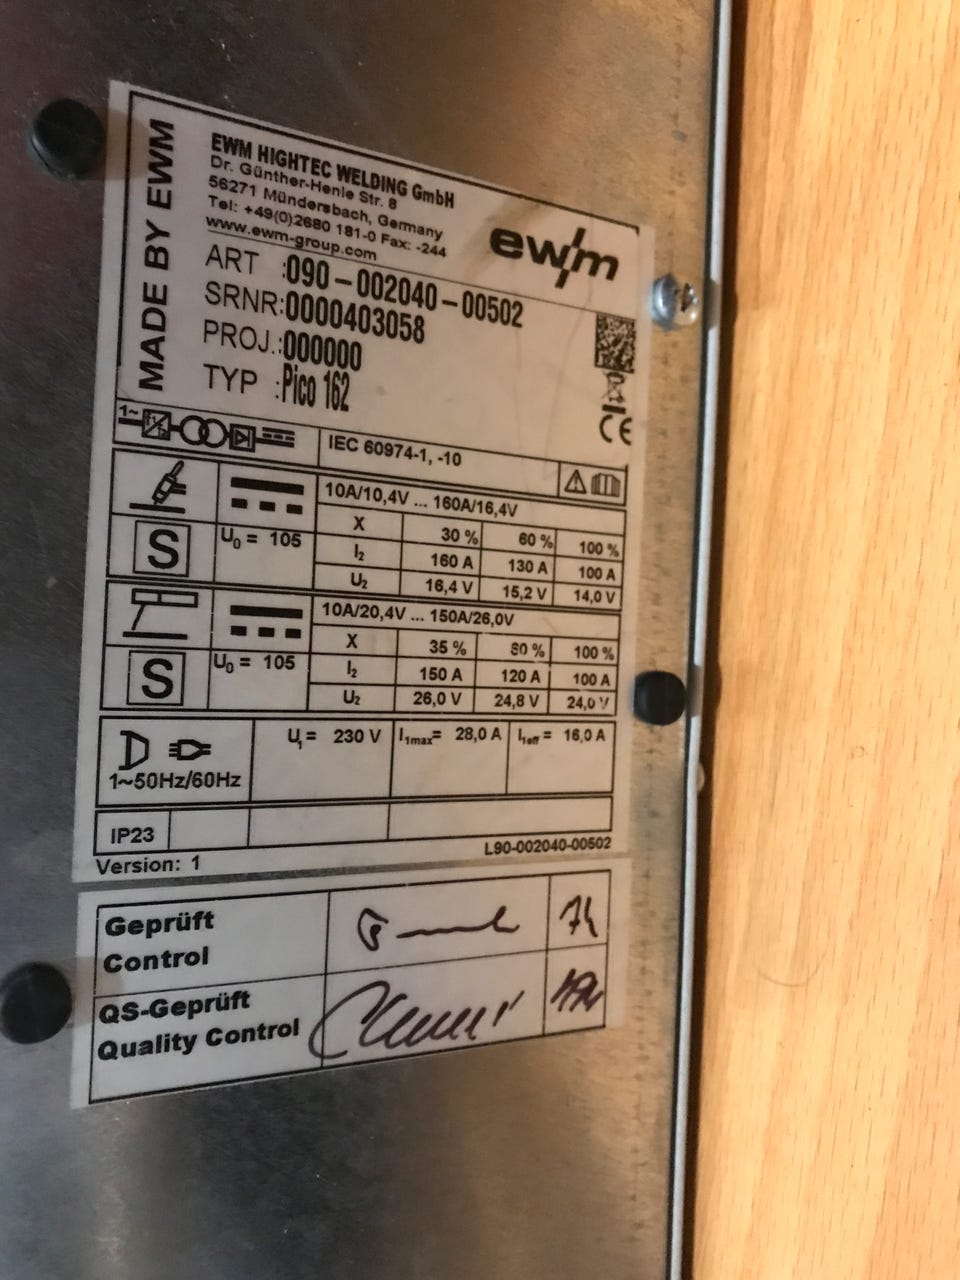 MADE BY EWM
EWM HIGHTEC WELDING GmbH
Dr. Günther-Henle Str. 8
56271 Mündersbach, Germany
Tel: +49(0)2680 181-0 Fax: -244
www.ewm-group.com
ewm
ART :090-002040-00502
SRNR:0000403058
PROJ.:000000
TYP :Pico 162
CE
1~ f1 f2
IEC 60974-1, -10
10A/10,4V ... 160A/16,4V
S U0 = 105
X 30 % 60 % 100 %
I2 160 A 130 A 100 A
U2 16,4 V 15,2 V 14,0 V
10A/20,4V ... 150A/26,0V
S U0 = 105
X 35 % 60 % 100 %
I2 150 A 120 A 100 A
U2 26,0 V 24,8 V 24,0 V
1~50Hz/60Hz
U1 = 230 V I1max= 28,0 A I1eff = 16,0 A
IP23
Version: 1 L90-002040-00502
Geprüft
Control
QS-Geprüft
Quality Control